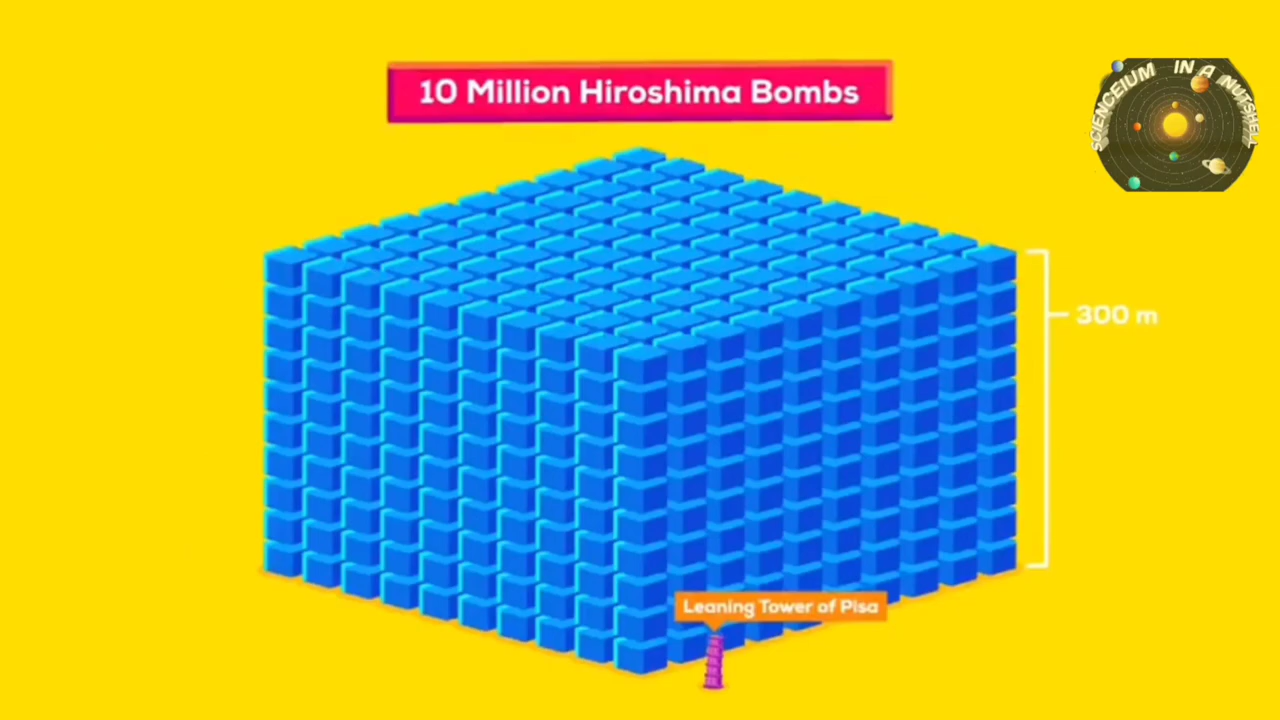 10 Million Hiroshima Bombs
SCIENCEIUM IN A NUTSHELL
300 m
Leaning Tower of Pisa